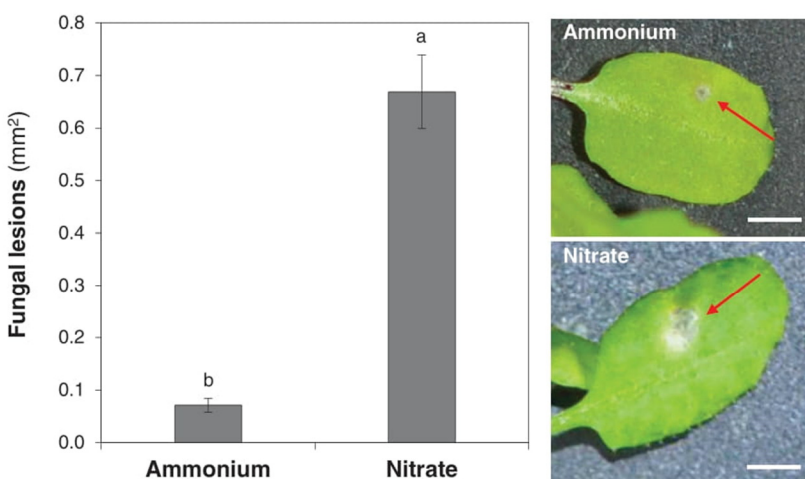 Fungal lesions (mm²)
0.8
0.7
0.6
0.5
0.4
0.3
0.2
0.1
0.0
b
a
Ammonium
Nitrate
Ammonium
Nitrate